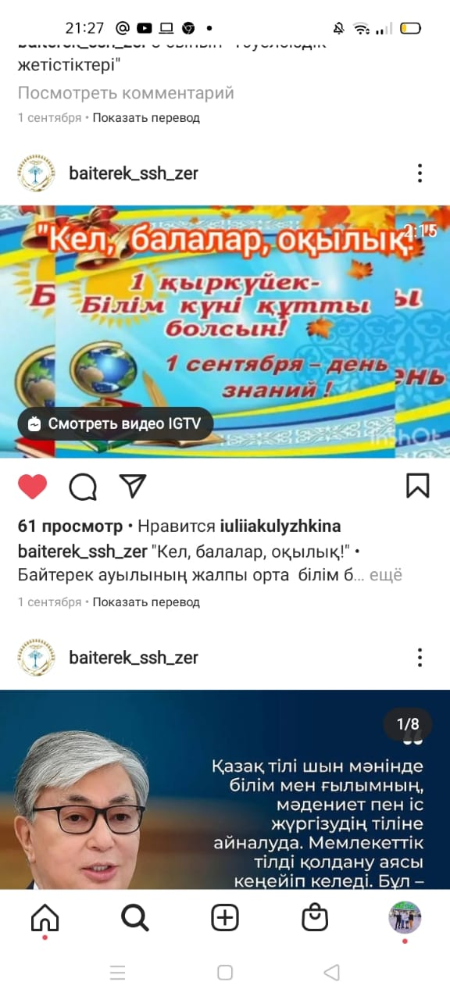 21:27
жетістіктері"
Посмотреть комментарий
1 сентября • Показать перевод
baiterek_ssh_zer
2:15
"Кел, балалар, оқылық!"
1 қыркүйек-
Білім күні құтты
болсын!
1 сентября – день
знаний !
Смотреть видео IGTV
InShOt
61 просмотр • Нравится iuliiakulyzhkina
baiterek_ssh_zer "Кел, балалар, оқылық!" •
Байтерек ауылының жалпы орта білім б... ещё
1 сентября • Показать перевод
baiterek_ssh_zer
1/8
Қазақ тілі шын мәнінде
білім мен ғылымның,
мәдениет пен іс
жүргізудің тіліне
айналуда. Мемлекеттік
тілді қолдану аясы
кеңейіп келеді. Бұл –